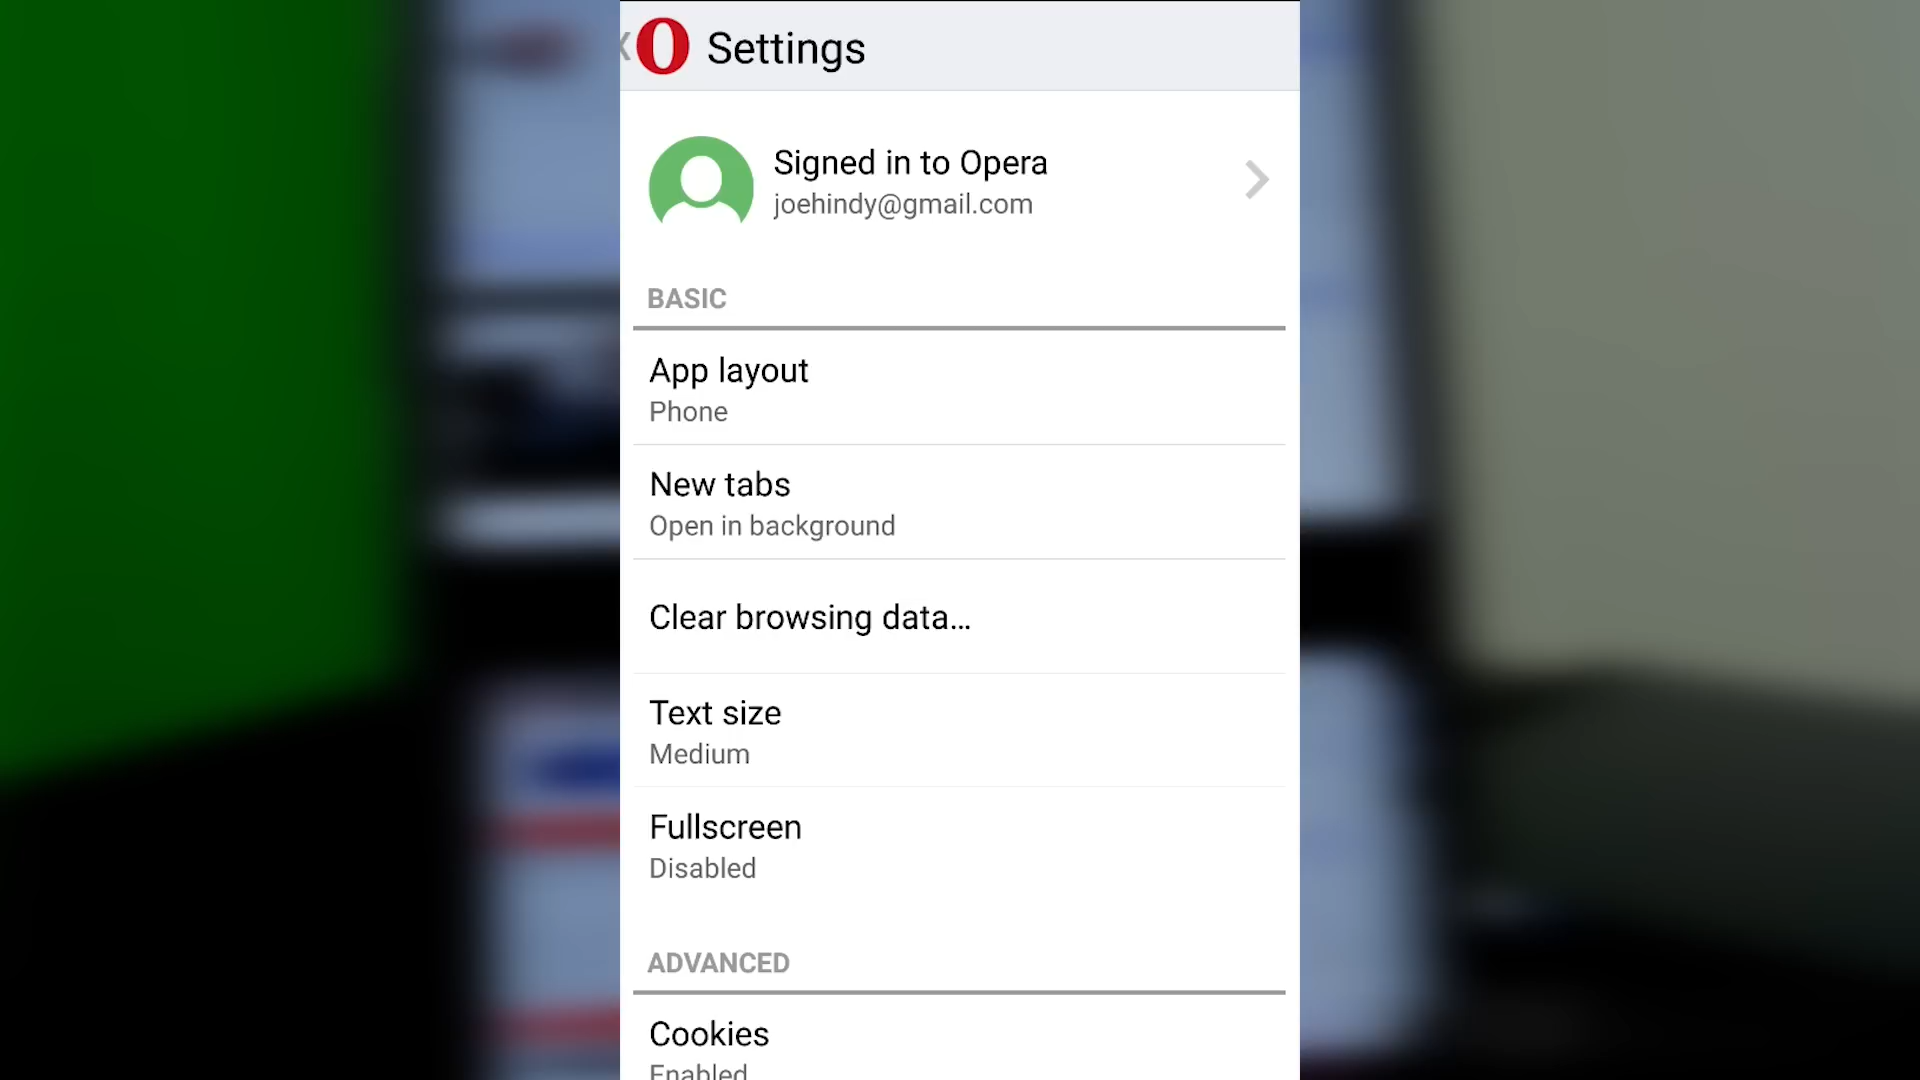 Settings
Signed in to Opera
joehindy@gmail.com
BASIC
App layout
Phone
New tabs
Open in background
Clear browsing data...
Text size
Medium
Fullscreen
Disabled
ADVANCED
Cookies
Enabled